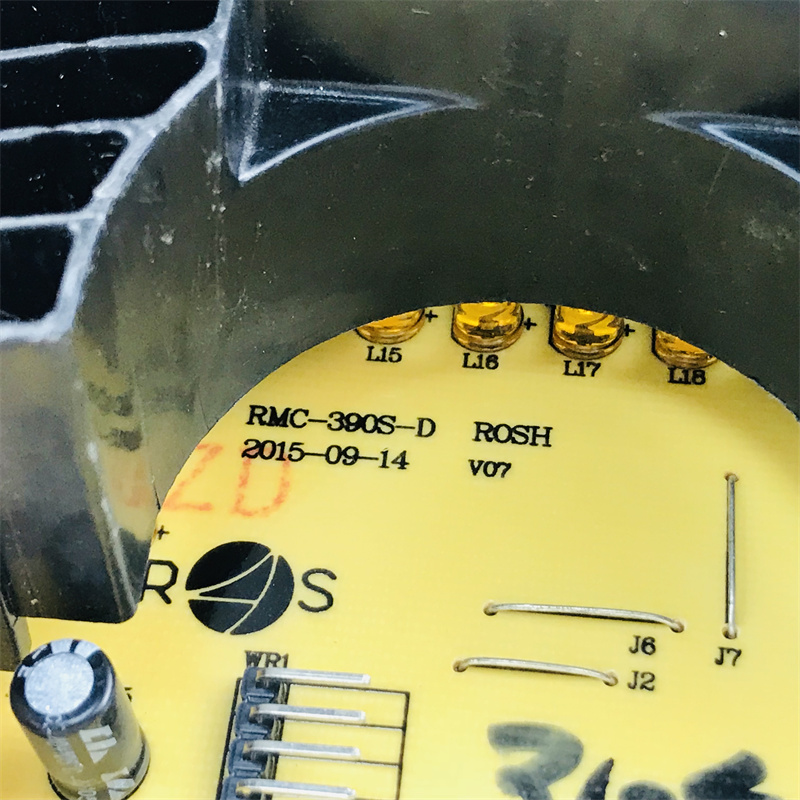 L15 L16 L17 L18
RMC-390S-D ROSH
2015-09-14 V07
ZD
R S
WR1
J6 J7
J2